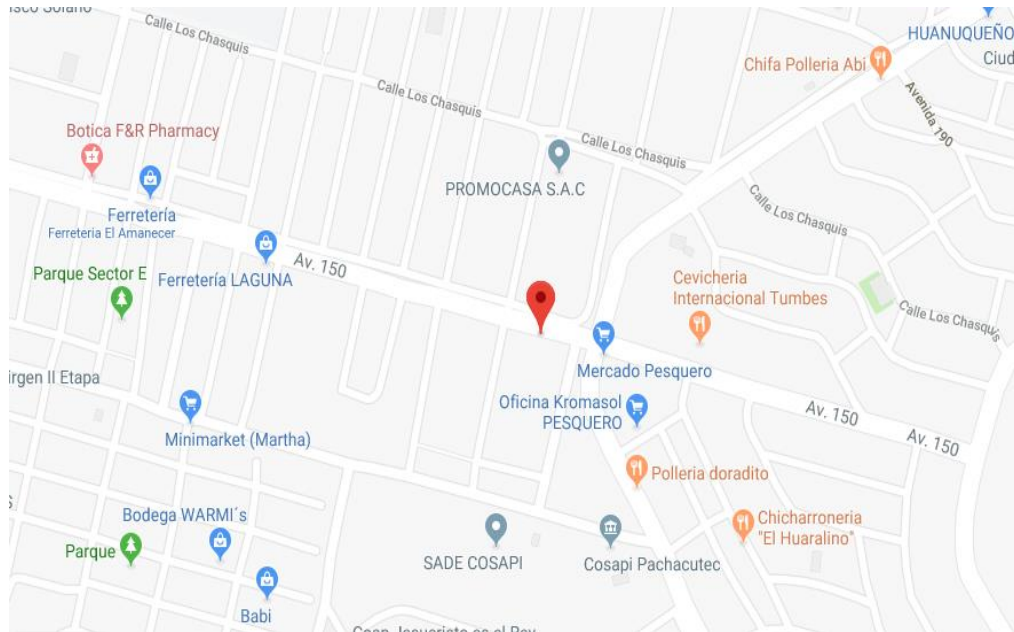 Calle Los Chasquis
HUANUQUEÑO
Ciud
Chifa Polleria Abi
Avenida 190
Calle Los Chasquis
Calle Los Chasquis
Botica F&R Pharmacy
PROMOCASA S.A.C
Ferretería
Ferreteria El Amanecer
Calle Los Chasquis
Av. 150
Parque Sector E
Ferretería LAGUNA
Cevicheria
Internacional Tumbes
Calle Los Chasquis
Mercado Pesquero
irgen II Etapa
Oficina Kromasol
PESQUERO
Av. 150
Av. 150
Minimarket (Martha)
Polleria doradito
Bodega WARMI´s
Chicharroneria
"El Huaralino"
Parque
SADE COSAPI
Cosapi Pachacutec
Babi